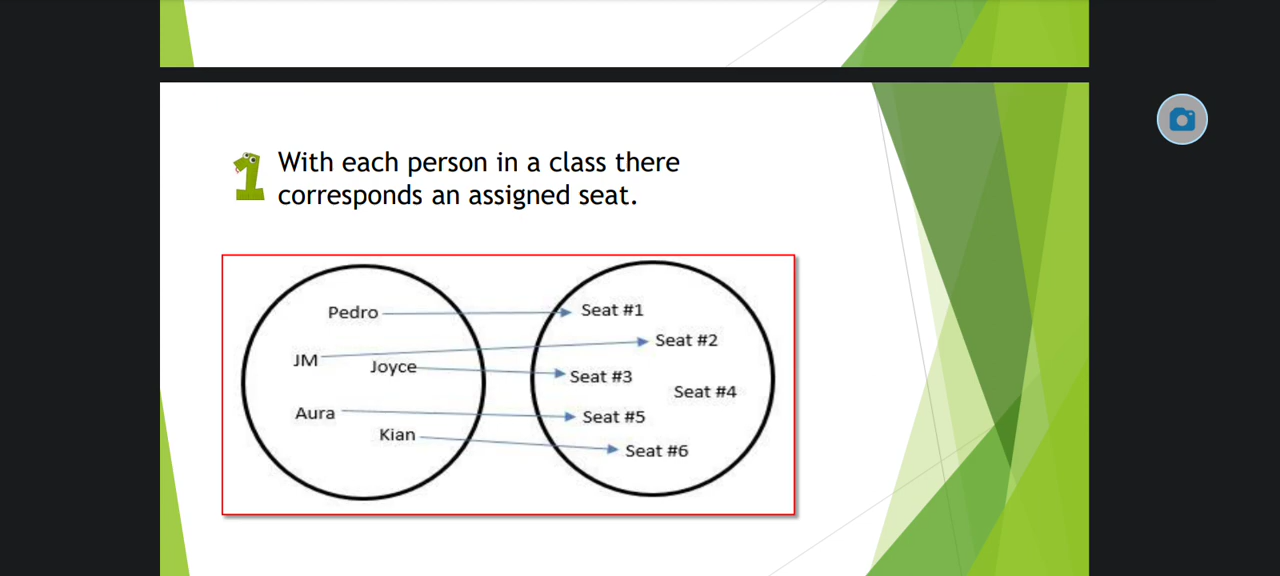 1 With each person in a class there
corresponds an assigned seat.
Pedro Seat #1
JM Seat #2
Joyce Seat #3
Seat #4
Aura Seat #5
Kian Seat #6